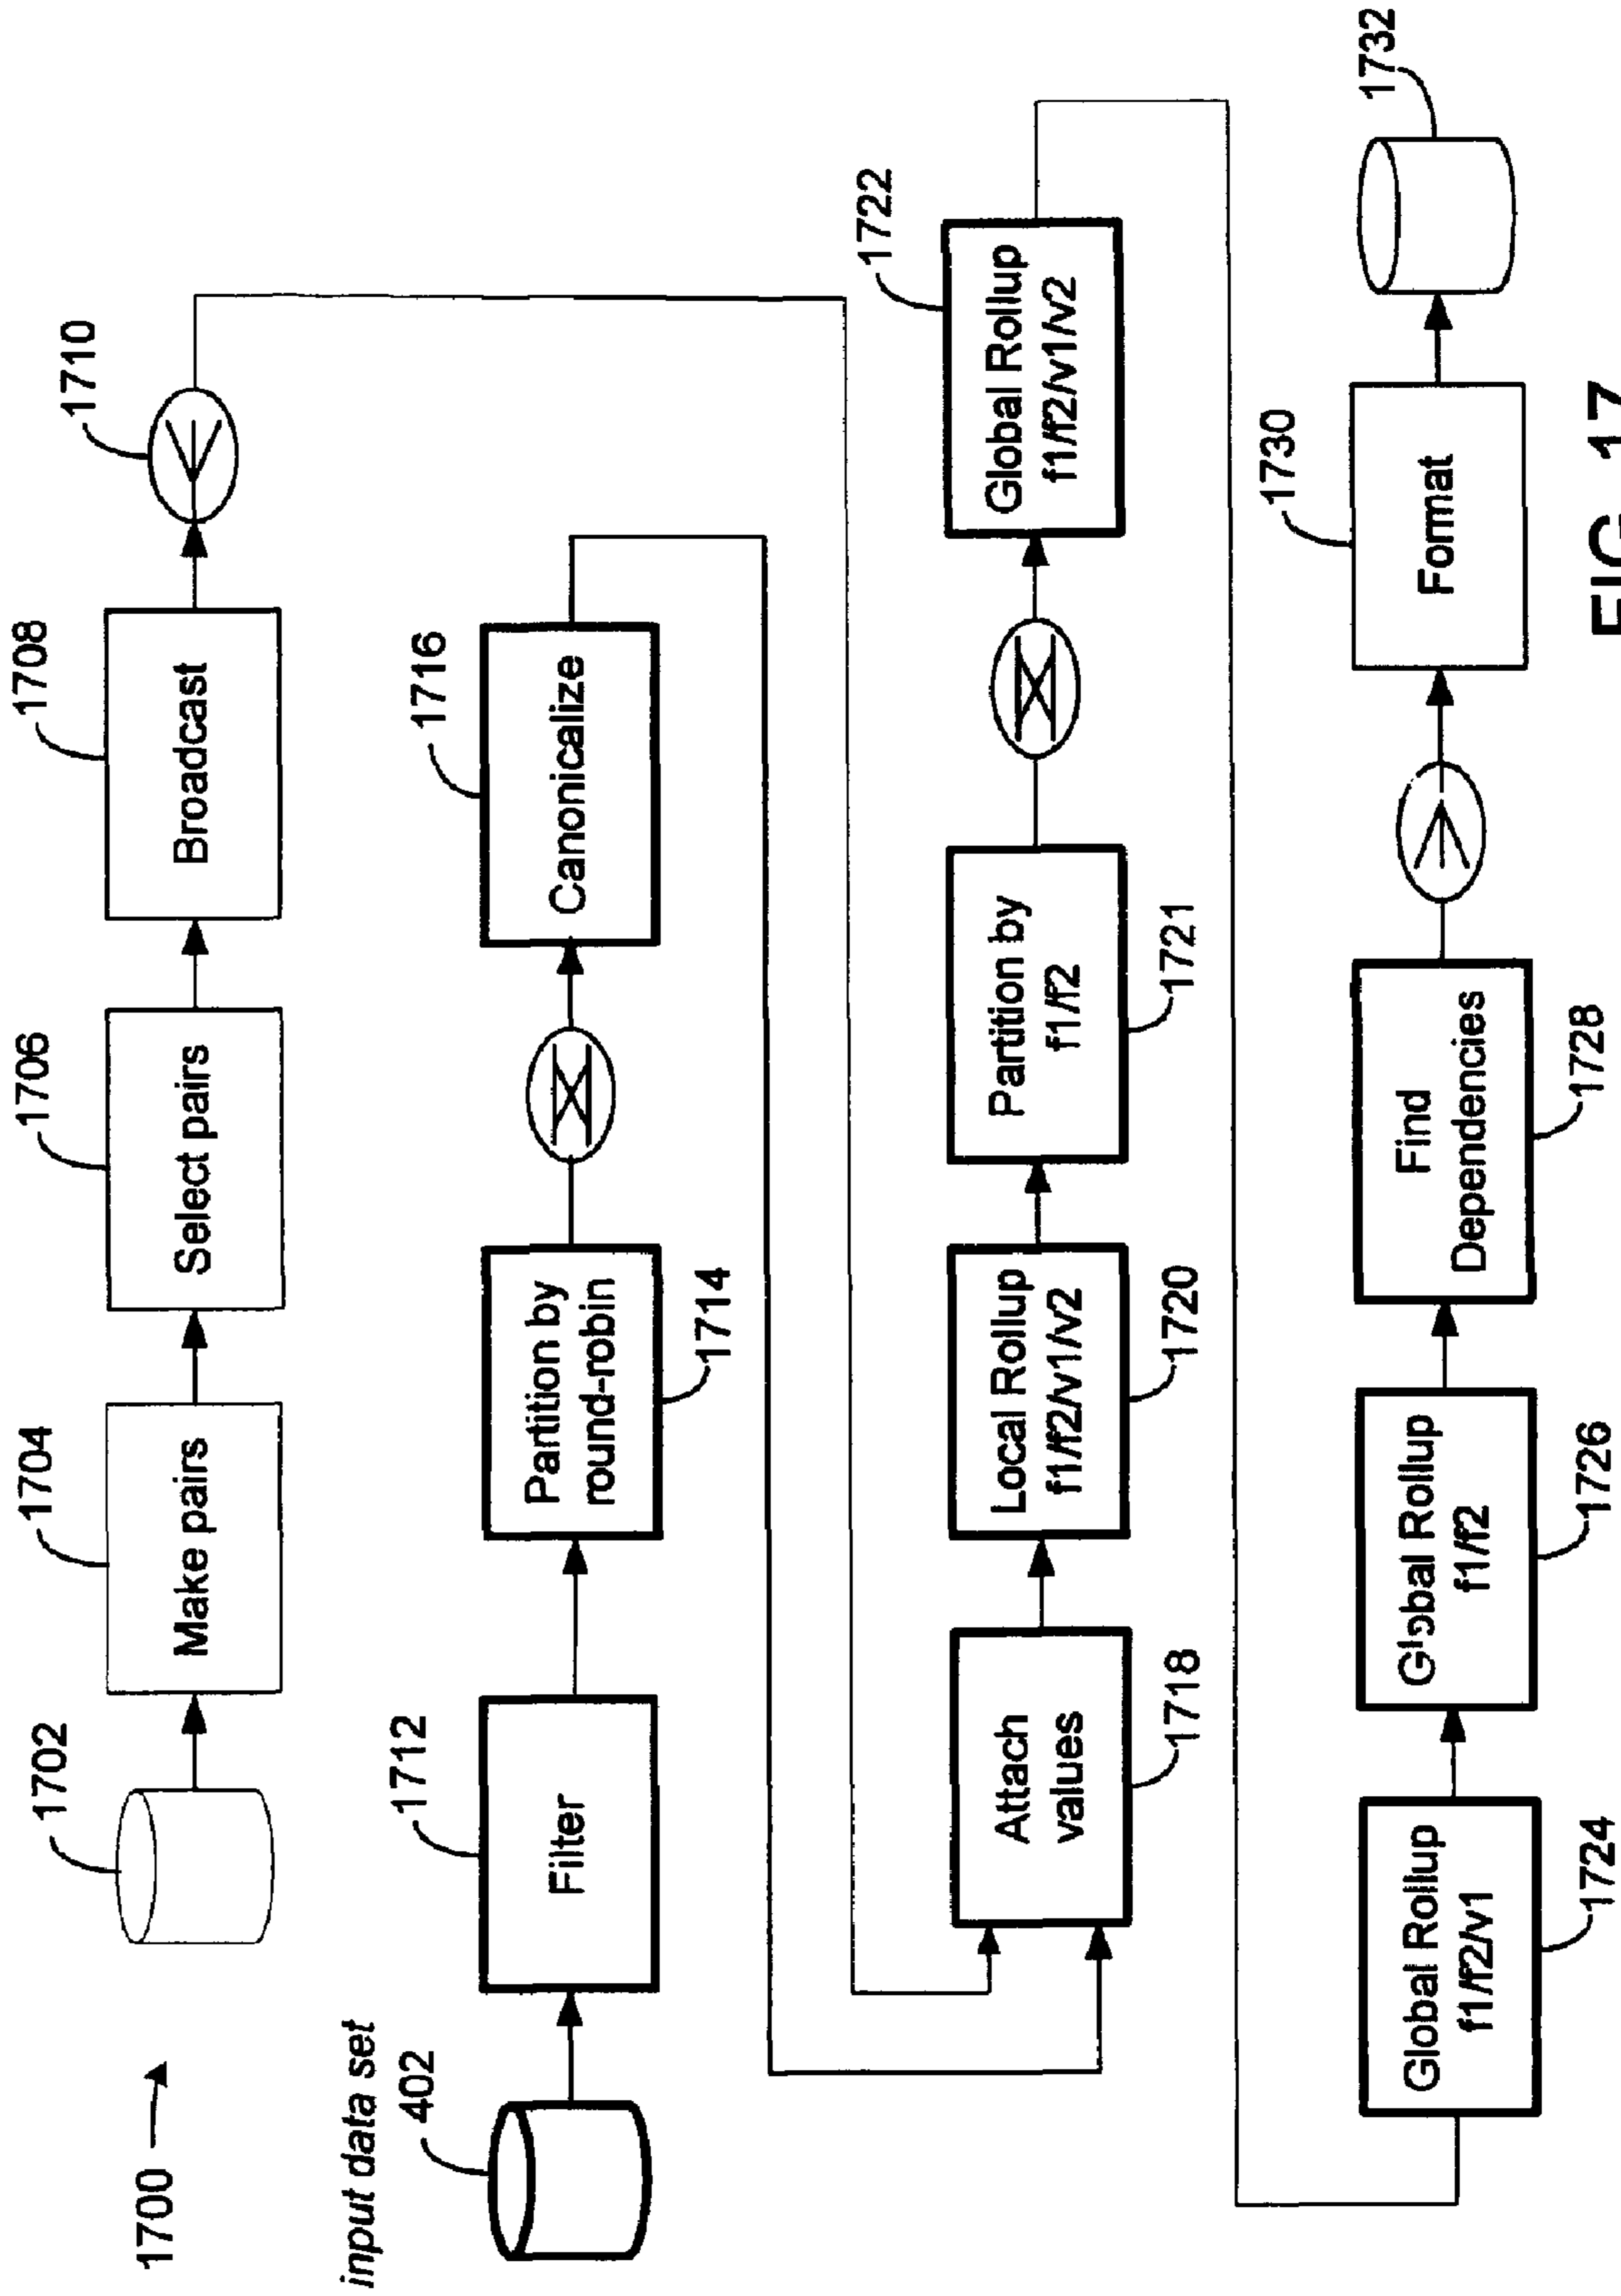 1700
1702
Make pairs
1704
Select pairs
1706
Broadcast
1708
1710
input data set
402
Filter
1712
Partition by
round-robin
1714
Canonicalize
1716
Attach
values
1718
Local Rollup
f1/f2/v1/v2
1720
Partition by
f1/f2
1721
Global Rollup
f1/f2/v1/v2
1722
Global Rollup
f1/f2/v1
1724
Global Rollup
f1/f2
1726
Find
Dependencies
1728
Format
1730
1732
FIG. 17